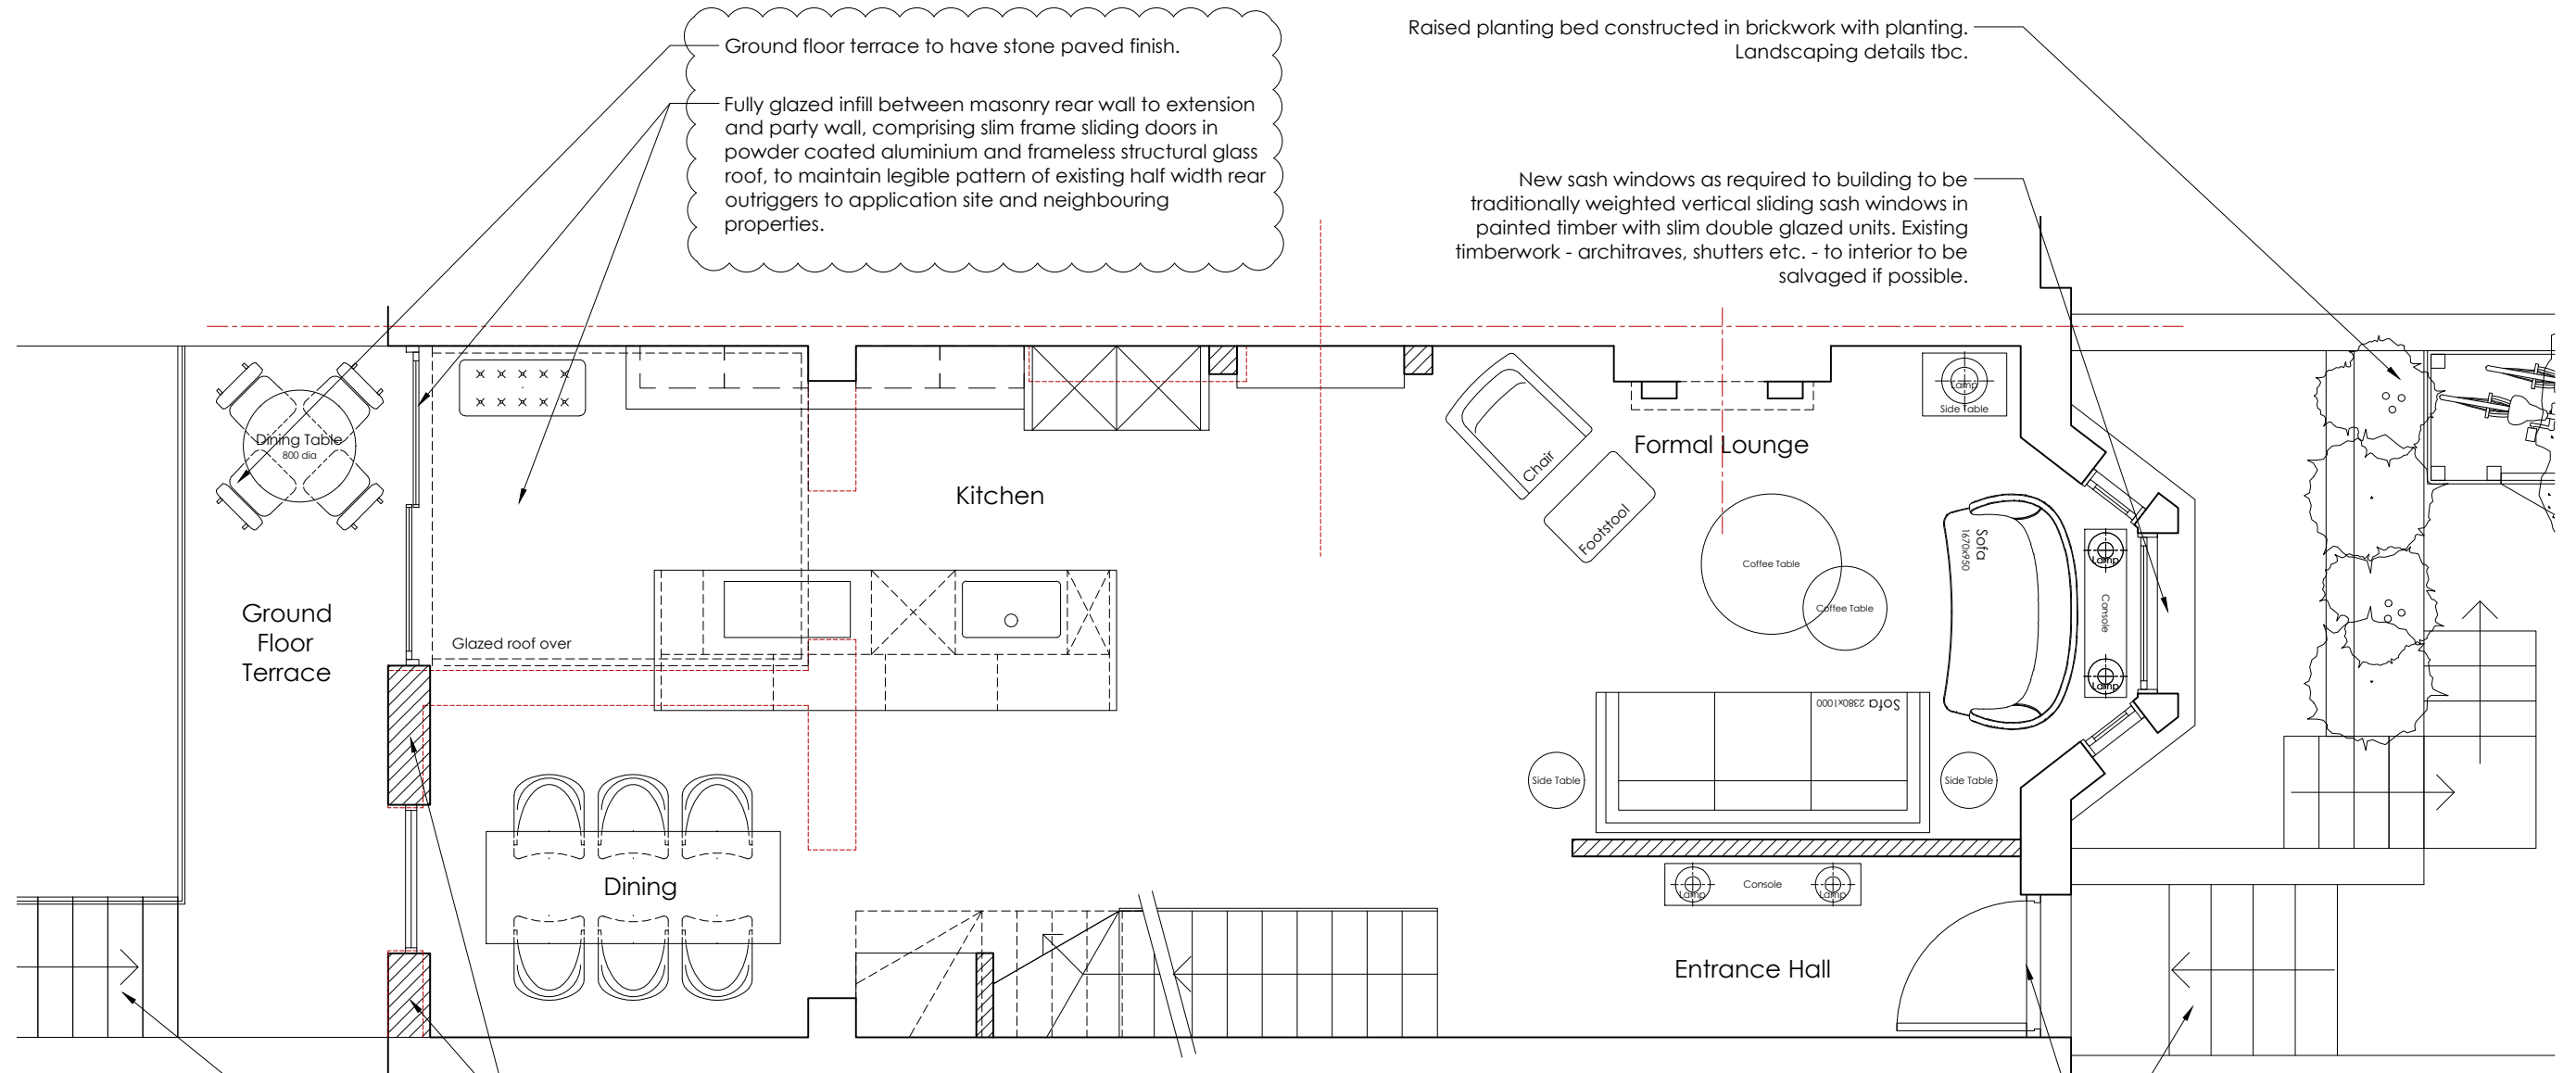 Ground floor terrace to have stone paved finish.
Fully glazed infill between masonry rear wall to extension
and party wall, comprising slim frame sliding doors in
powder coated aluminium and frameless structural glass
roof, to maintain legible pattern of existing half width rear
outriggers to application site and neighbouring
properties.
Raised planting bed constructed in brickwork with planting.
Landscaping details tbc.
New sash windows as required to building to be
traditionally weighted vertical sliding sash windows in
painted timber with slim double glazed units. Existing
timberwork - architraves, shutters etc. - to interior to be
salvaged if possible.
Dining Table
800 dia
Ground
Floor
Terrace
Glazed roof over
Kitchen
Dining
Chair
Footstool
Formal Lounge
Lamp
Side Table
Coffee Table
Coffee Table
Sofa
1670x950
Lamp
Console
Lamp
Sofa 2380x1000
Side Table
Side Table
Lamp
Console
Lamp
Entrance Hall